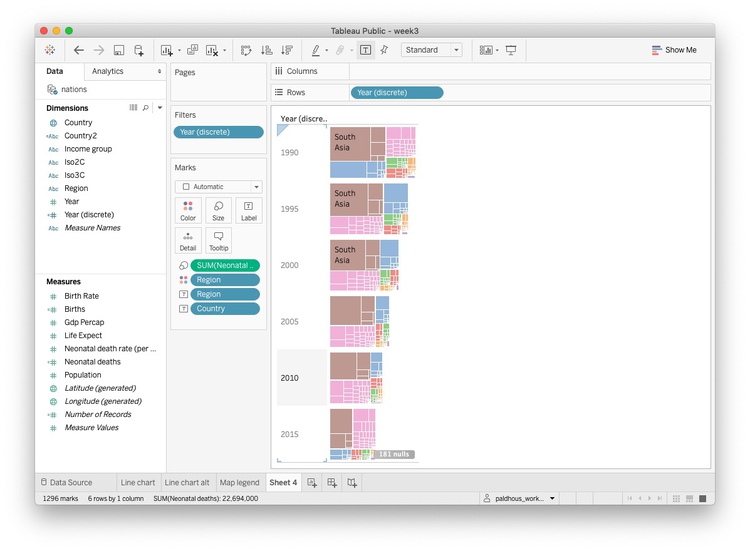 Tableau Public - week3
Standard
Show Me
Data
Analytics
Pages
Columns
nations
Rows
Year (discrete)
Dimensions
Country
Country2
Income group
Iso2C
Iso3C
Region
Year
Year (discrete)
Measure Names
Filters
Year (discrete)
Marks
Automatic
Color
Size
Label
Detail
Tooltip
SUM(Neonatal ..
Region
Region
Country
Measures
Birth Rate
Births
Gdp Percap
Life Expect
Neonatal death rate (per ...
Neonatal deaths
Population
Latitude (generated)
Longitude (generated)
Number of Records
Measure Values
Year (discre..
1990
South
Asia
1995
South
Asia
2000
South
Asia
2005
2010
2015
181 nulls
Data Source
Line chart
Line chart alt
Map legend
Sheet 4
1296 marks
6 rows by 1 column
SUM(Neonatal deaths): 22,694,000
paldhous_work...